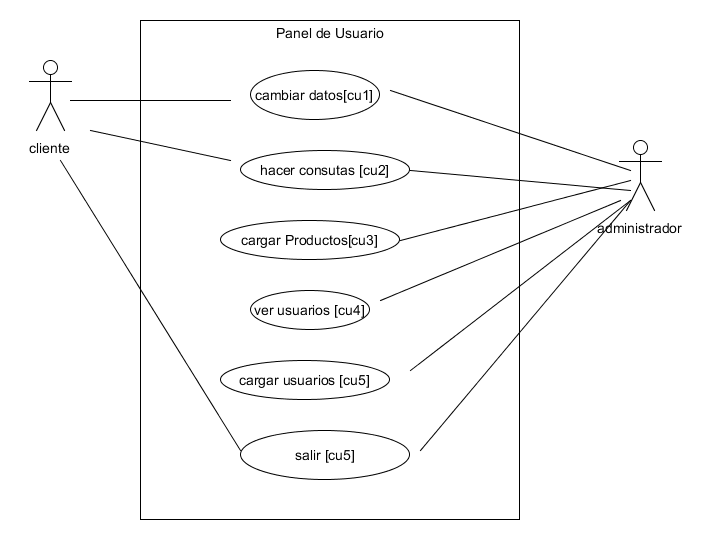 Panel de Usuario
cambiar datos[cu1]
cliente
hacer consutas [cu2]
administrador
cargar Productos[cu3]
ver usuarios [cu4]
cargar usuarios [cu5]
salir [cu5]